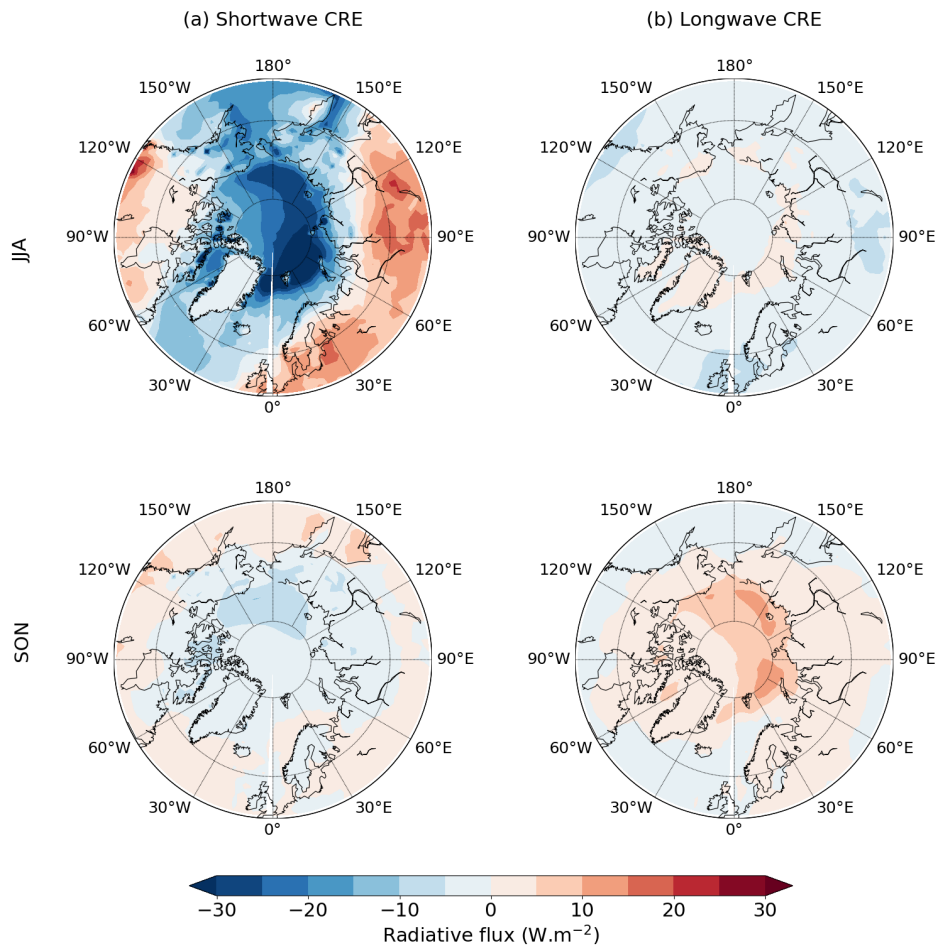 (a) Shortwave CRE
(b) Longwave CRE
JJA
180°
150°W
150°E
120°W
120°E
90°W
90°E
60°W
60°E
30°W
30°E
0°
180°
150°W
150°E
120°W
120°E
90°W
90°E
60°W
60°E
30°W
30°E
0°
SON
180°
150°W
150°E
120°W
120°E
90°W
90°E
60°W
60°E
30°W
30°E
0°
180°
150°W
150°E
120°W
120°E
90°W
90°E
60°W
60°E
30°W
30°E
0°
−30 −20 −10 0 10 20 30
Radiative flux (W.m⁻²)